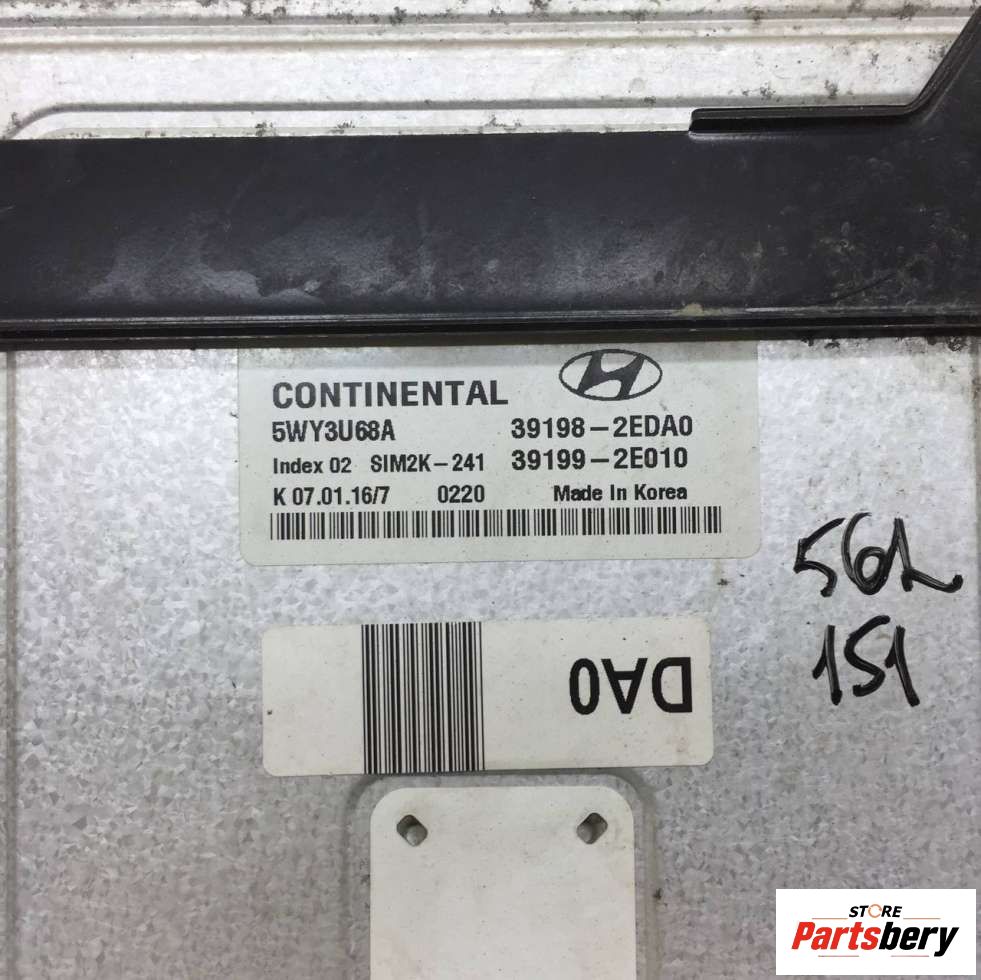 CONTINENTAL
5WY3U68A 39198-2EDA0
Index 02 SIM2K-241 39199-2E010
K 07.01.16/7 0220 Made In Korea
561
151
DA0
STORE
Partsbery